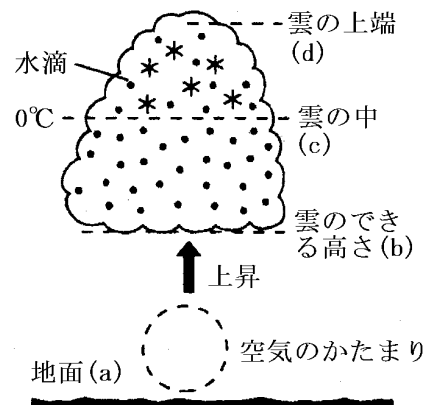 雲の上端
(d)
水滴
0℃
雲の中
(c)
雲のでき
る高さ(b)
上昇
空気のかたまり
地面(a)